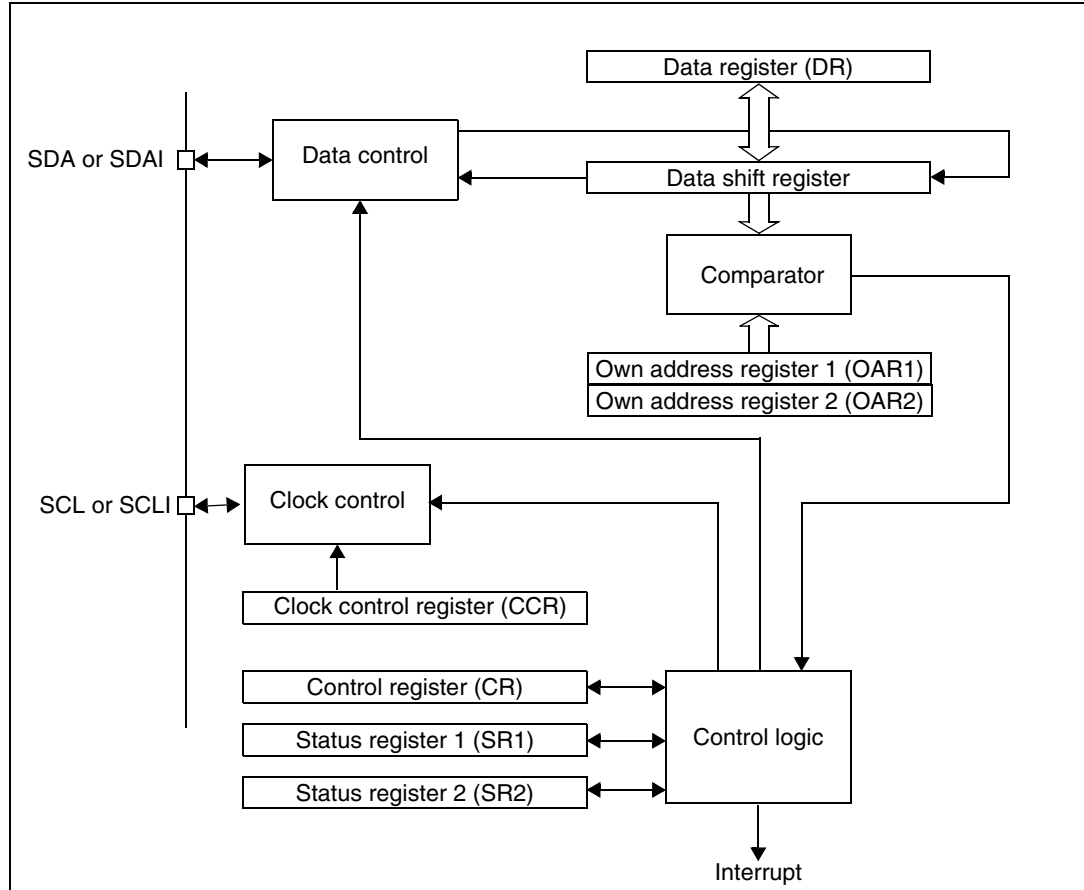 Data register (DR)
SDA or SDAI
Data control
Data shift register
Comparator
Own address register 1 (OAR1)
Own address register 2 (OAR2)
SCL or SCLI
Clock control
Clock control register (CCR)
Control register (CR)
Status register 1 (SR1)
Control logic
Status register 2 (SR2)
Interrupt